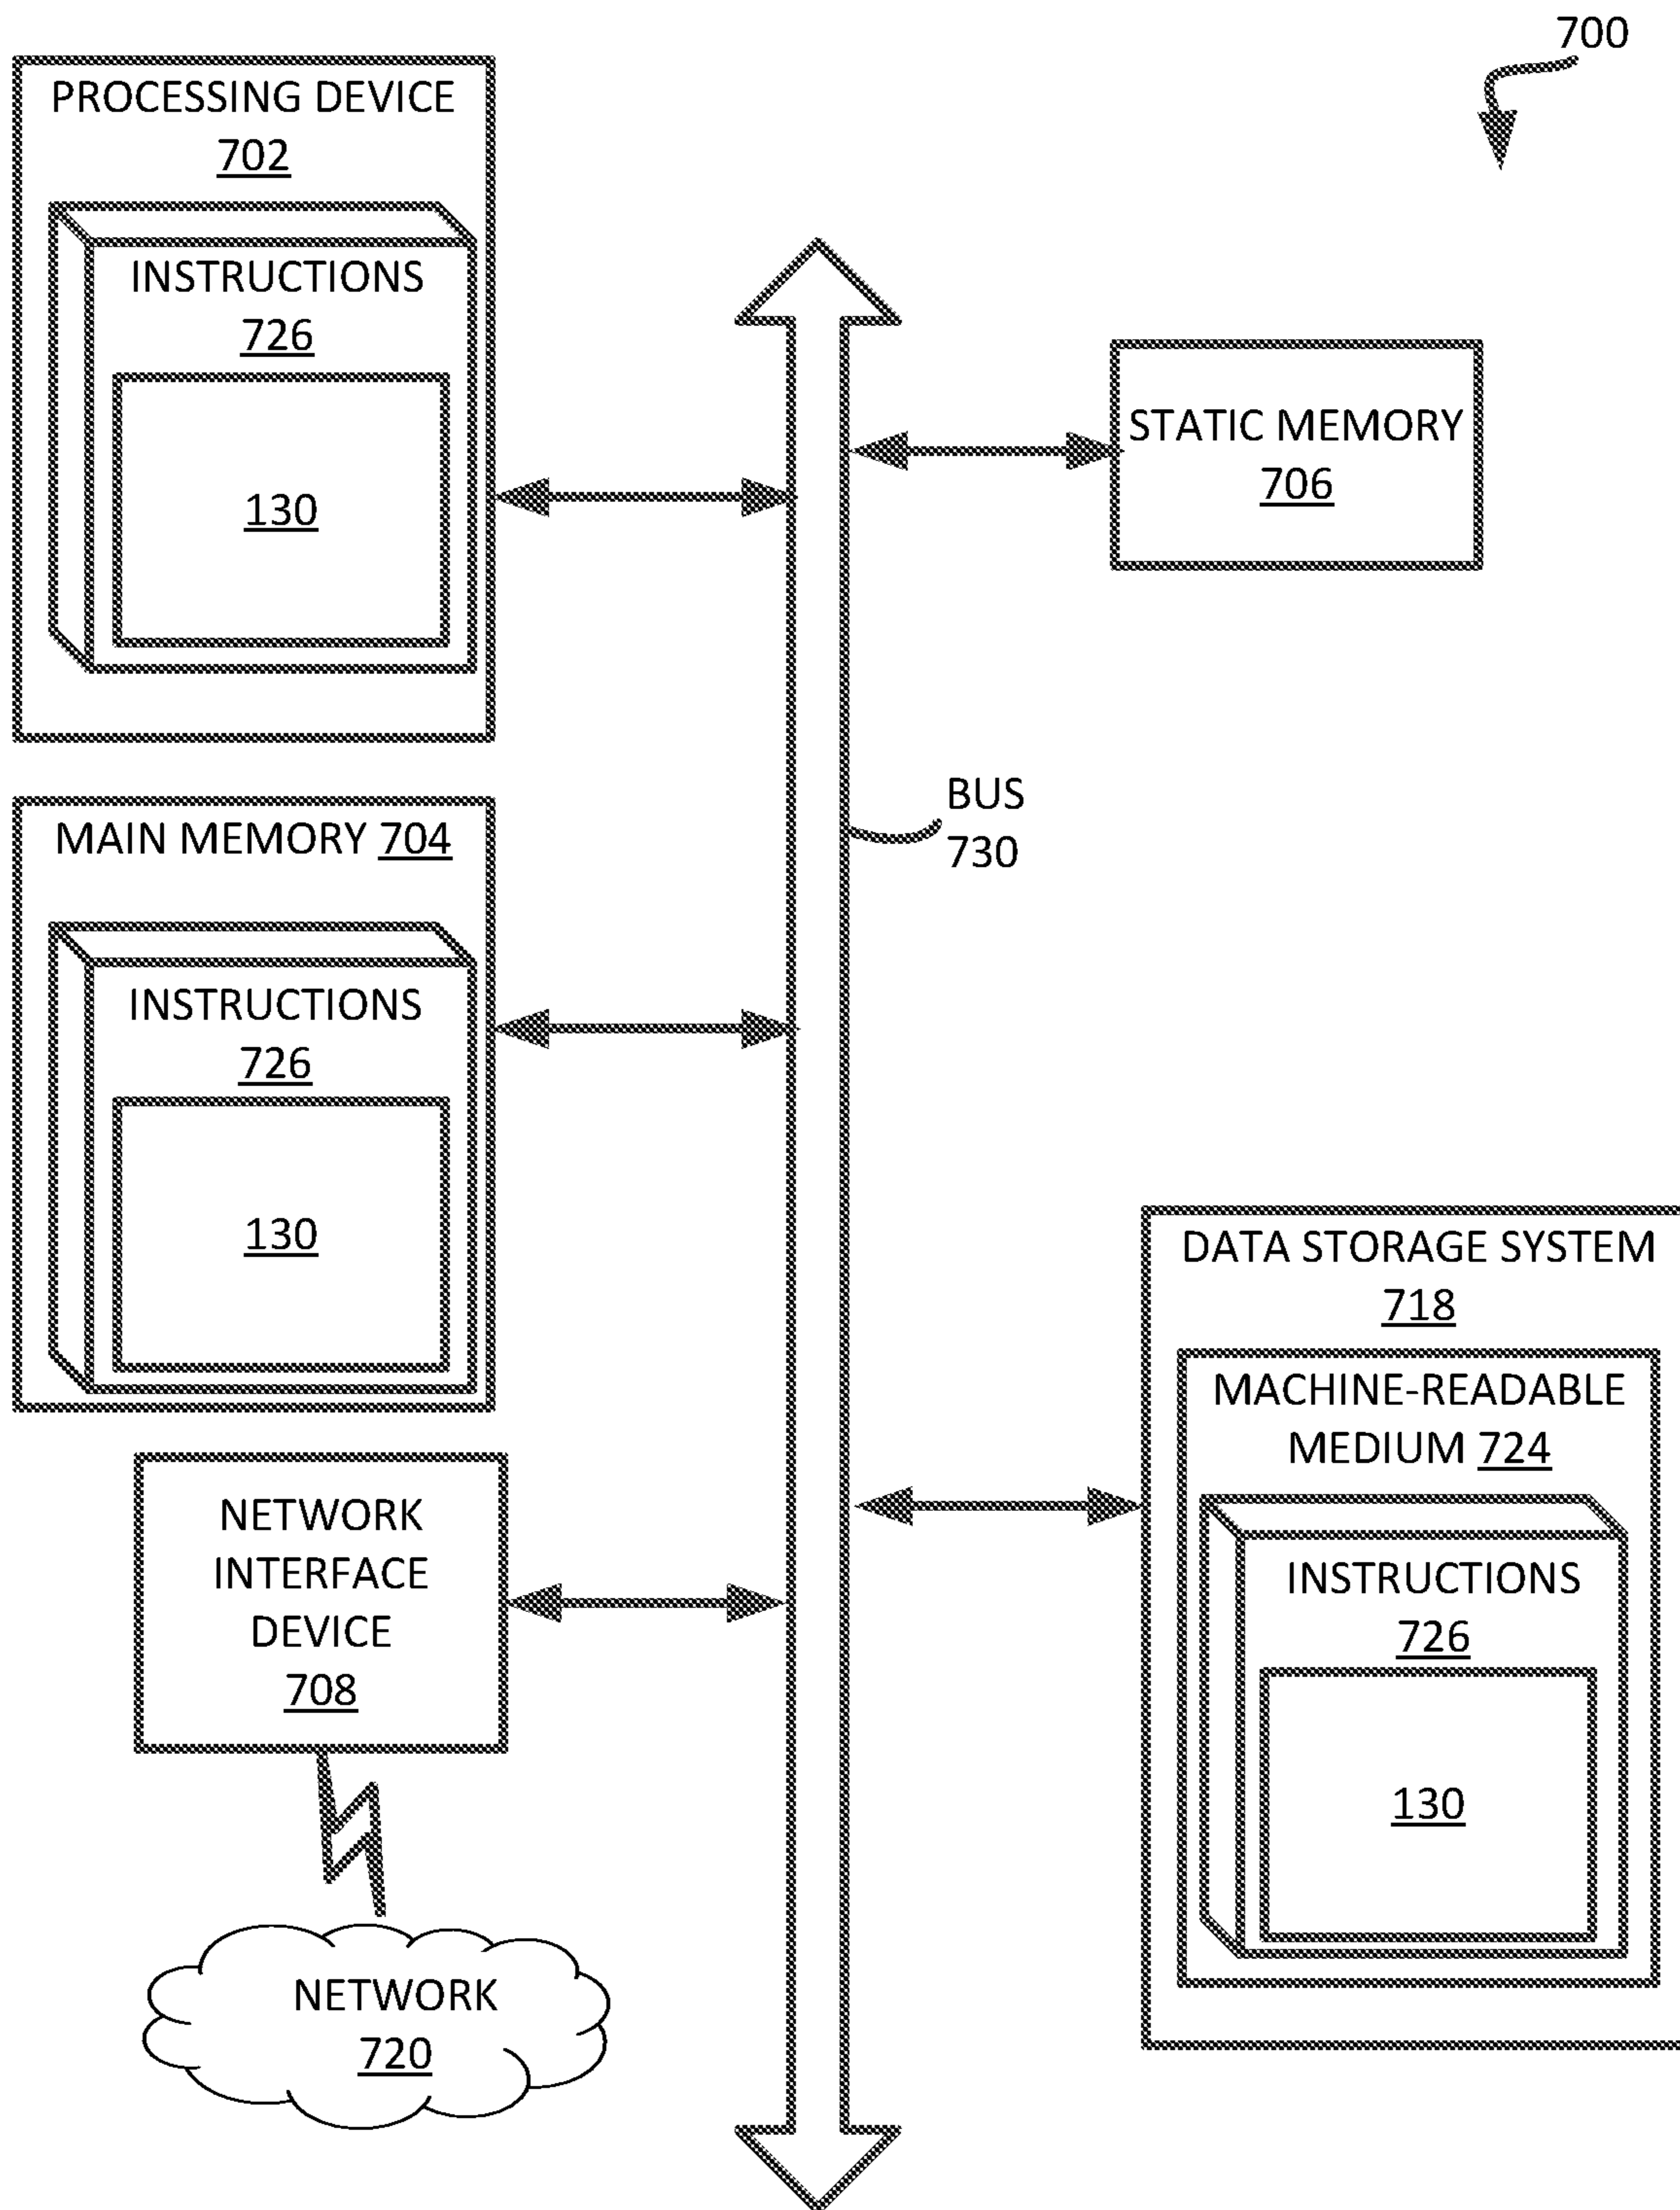 700
PROCESSING DEVICE
702
INSTRUCTIONS
726
130
STATIC MEMORY
706
BUS
730
MAIN MEMORY 704
INSTRUCTIONS
726
130
DATA STORAGE SYSTEM
718
MACHINE-READABLE
MEDIUM 724
INSTRUCTIONS
726
130
NETWORK
INTERFACE
DEVICE
708
NETWORK
720